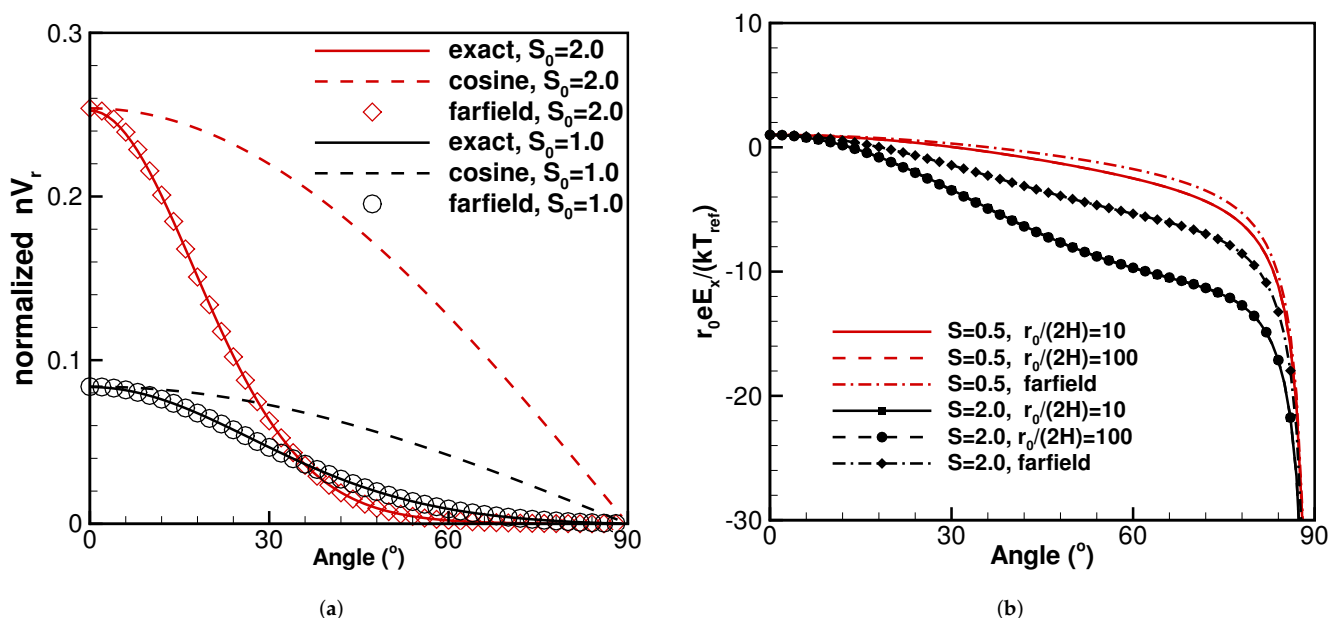 0.3
0.2
0.1
0
0
30
60
90
normalized nVr
Angle (o)
exact, S0=2.0
cosine, S0=2.0
farfield, S0=2.0
exact, S0=1.0
cosine, S0=1.0
farfield, S0=1.0
(a)
10
0
-10
-20
-30
0
30
60
90
r0eEx/(kTref)
Angle (o)
S=0.5, r0/(2H)=10
S=0.5, r0/(2H)=100
S=0.5, farfield
S=2.0, r0/(2H)=10
S=2.0, r0/(2H)=100
S=2.0, farfield
(b)